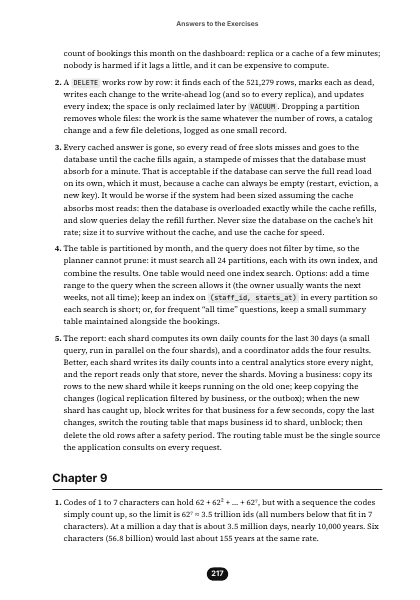 Answers to the Exercises
count of bookings this month on the dashboard: replica or a cache of a few minutes;
nobody is harmed if it lags a little, and it can be expensive to compute.
2. A DELETE works row by row: it finds each of the 521,279 rows, marks each as dead,
writes each change to the write-ahead log (and so to every replica), and updates
every index; the space is only reclaimed later by VACUUM. Dropping a partition
removes whole files: the work is the same whatever the number of rows, a catalog
change and a few file deletions, logged as one small record.
3. Every cached answer is gone, so every read of free slots misses and goes to the
database until the cache fills again, a stampede of misses that the database must
absorb for a minute. That is acceptable if the database can serve the full read load
on its own, which it must, because a cache can always be empty (restart, eviction, a
new key). It would be worse if the system had been sized assuming the cache
absorbs most reads: then the database is overloaded exactly while the cache refills,
and slow queries delay the refill further. Never size the database on the cache's hit
rate; size it to survive without the cache, and use the cache for speed.
4. The table is partitioned by month, and the query does not filter by time, so the
planner cannot prune: it must search all 24 partitions, each with its own index, and
combine the results. One table would need one index search. Options: add a time
range to the query when the screen allows it (the owner usually wants the next
weeks, not all time); keep an index on (staff_id, starts_at) in every partition so
each search is short; or, for frequent “all time” questions, keep a small summary
table maintained alongside the bookings.
5. The report: each shard computes its own daily counts for the last 30 days (a small
query, run in parallel on the four shards), and a coordinator adds the four results.
Better, each shard writes its daily counts into a central analytics store every night,
and the report reads only that store, never the shards. Moving a business: copy its
rows to the new shard while it keeps running on the old one; keep copying the
changes (logical replication filtered by business, or the outbox); when the new
shard has caught up, block writes for that business for a few seconds, copy the last
changes, switch the routing table that maps business id to shard, unblock; then
delete the old rows after a safety period. The routing table must be the single source
the application consults on every request.
Chapter 9
1. Codes of 1 to 7 characters can hold 62 + 62² + ... + 62⁷, but with a sequence the codes
simply count up, so the limit is 62⁷ ≈ 3.5 trillion ids (all numbers below that fit in 7
characters). At a million a day that is about 3.5 million days, nearly 10,000 years. Six
characters (56.8 billion) would last about 155 years at the same rate.
217